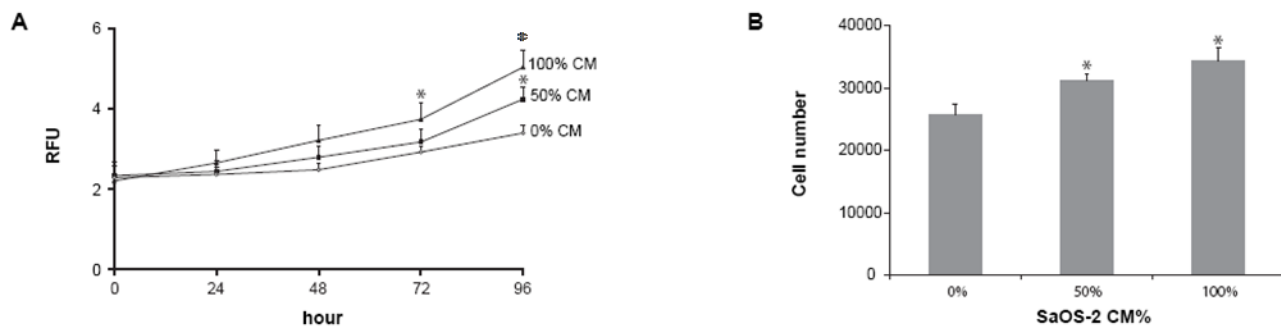 A
RFU
6
4
2
0
0 24 48 72 96
hour
*
*
*
100% CM
50% CM
0% CM
B
Cell number
40000
30000
20000
10000
0
*
*
0% 50% 100%
SaOS-2 CM%